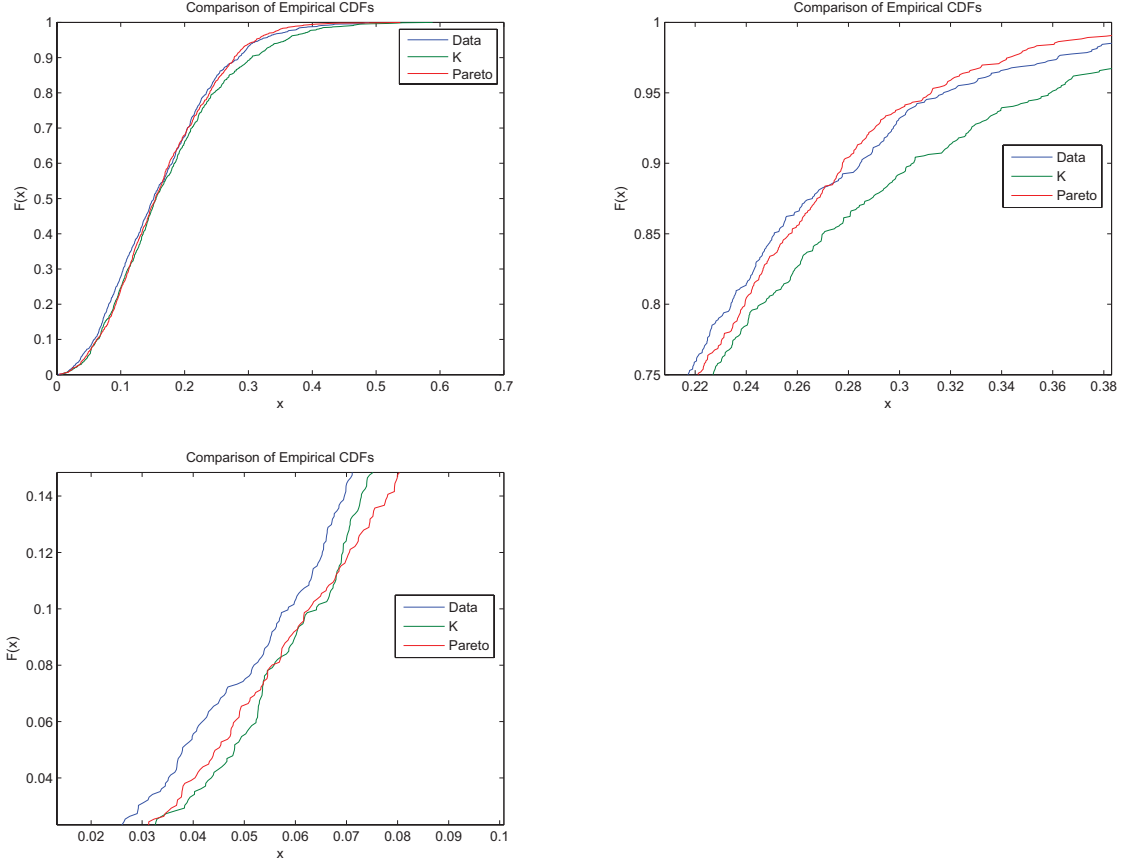 Comparison of Empirical CDFs
1
0.9
0.8
0.7
0.6
0.5
0.4
0.3
0.2
0.1
0
F(x)
0
0.1
0.2
0.3
0.4
0.5
0.6
0.7
x
Data
K
Pareto
Comparison of Empirical CDFs
1
0.95
0.9
0.85
0.8
0.75
F(x)
0.22
0.24
0.26
0.28
0.3
0.32
0.34
0.36
0.38
x
Data
K
Pareto
Comparison of Empirical CDFs
0.14
0.12
0.1
0.08
0.06
0.04
F(x)
0.02
0.03
0.04
0.05
0.06
0.07
0.08
0.09
0.1
x
Data
K
Pareto